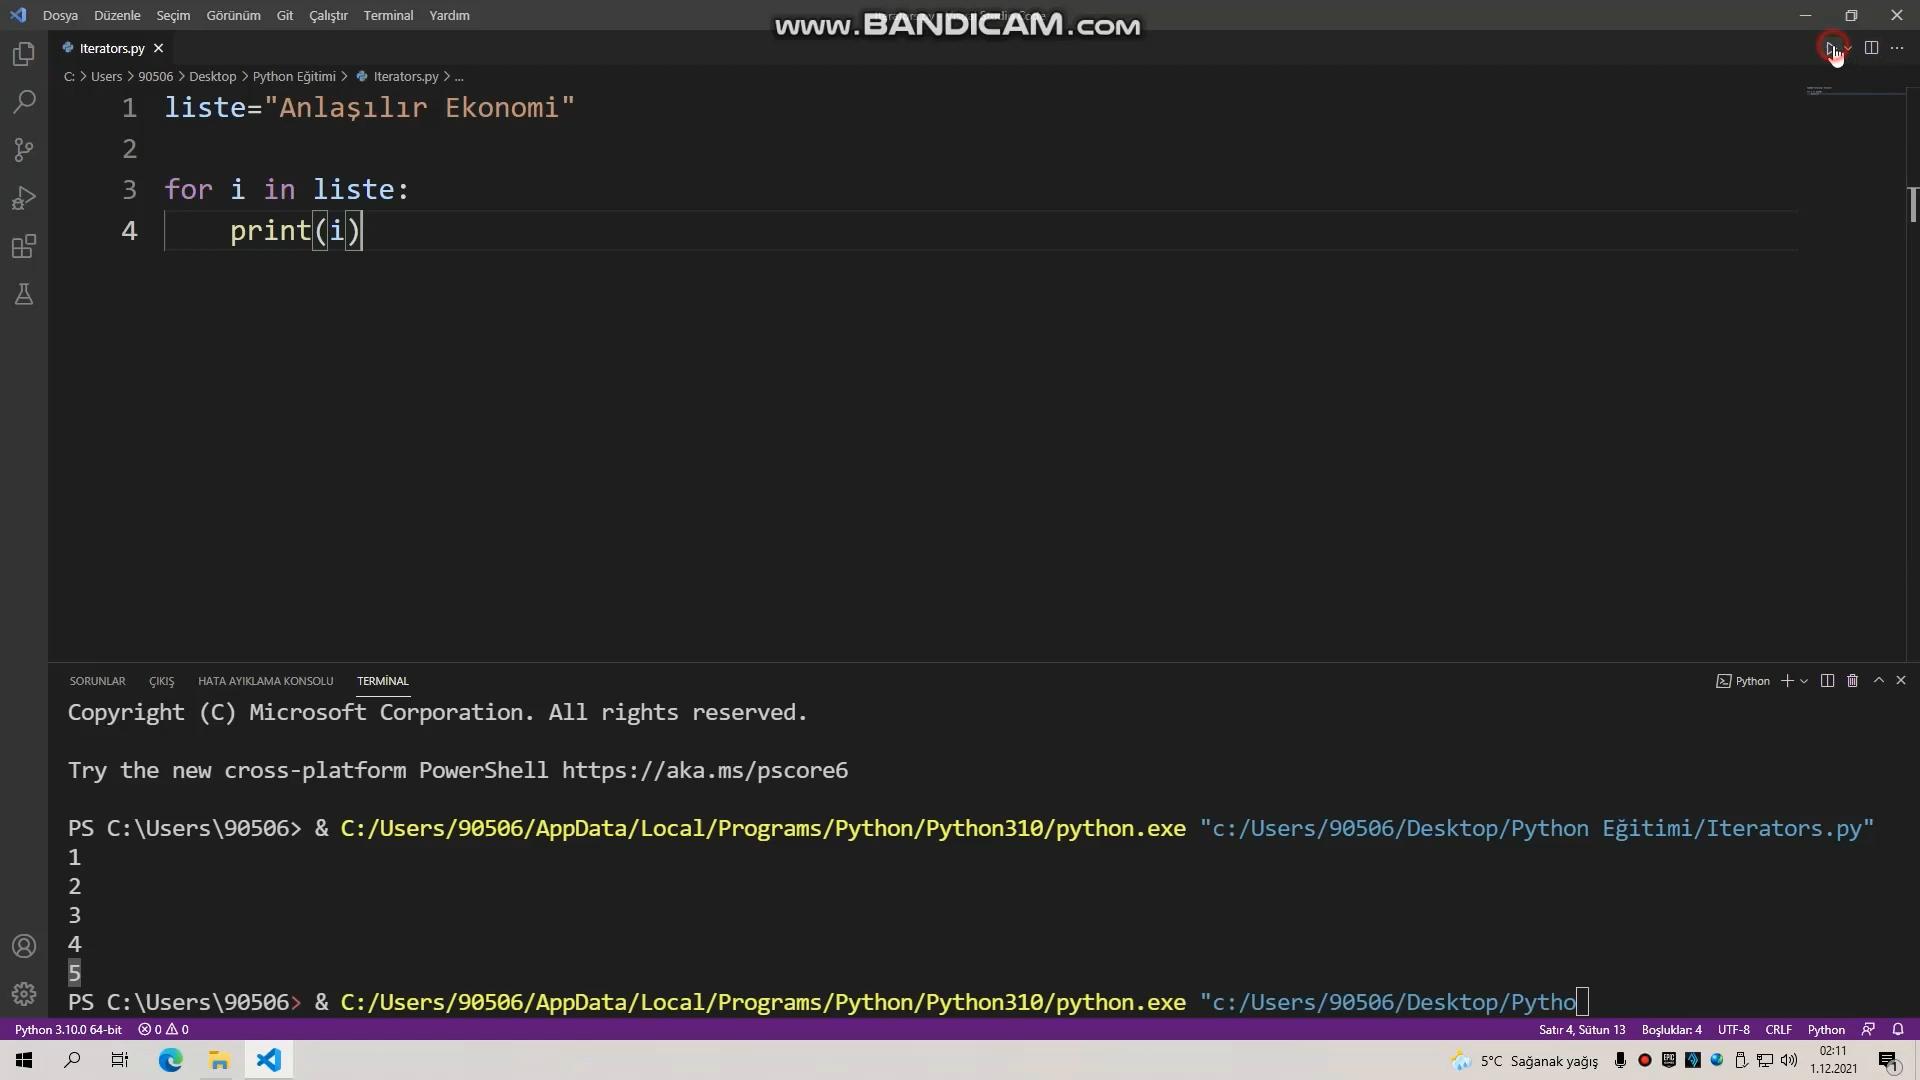 Dosya Düzenle Seçim Görünüm Git Çalıştır Terminal Yardım
www.BANDICAM.com
Iterators.py
C: > Users > 90506 > Desktop > Python Eğitimi > Iterators.py > ...
1 liste="Anlaşılır Ekonomi"
2
3 for i in liste:
4 print(i)
SORUNLAR ÇIKIŞ HATA AYIKLAMA KONSOLU TERMİNAL
Python
Copyright (C) Microsoft Corporation. All rights reserved.
Try the new cross-platform PowerShell https://aka.ms/pscore6
PS C:\Users\90506> & C:/Users/90506/AppData/Local/Programs/Python/Python310/python.exe "c:/Users/90506/Desktop/Python Eğitimi/Iterators.py"
1
2
3
4
5
PS C:\Users\90506> & C:/Users/90506/AppData/Local/Programs/Python/Python310/python.exe "c:/Users/90506/Desktop/Pytho
Python 3.10.0 64-bit 0 0 Satır 4, Sütun 13 Boşluklar: 4 UTF-8 CRLF Python
5°C Sağanak yağış 02:11
1.12.2021 1